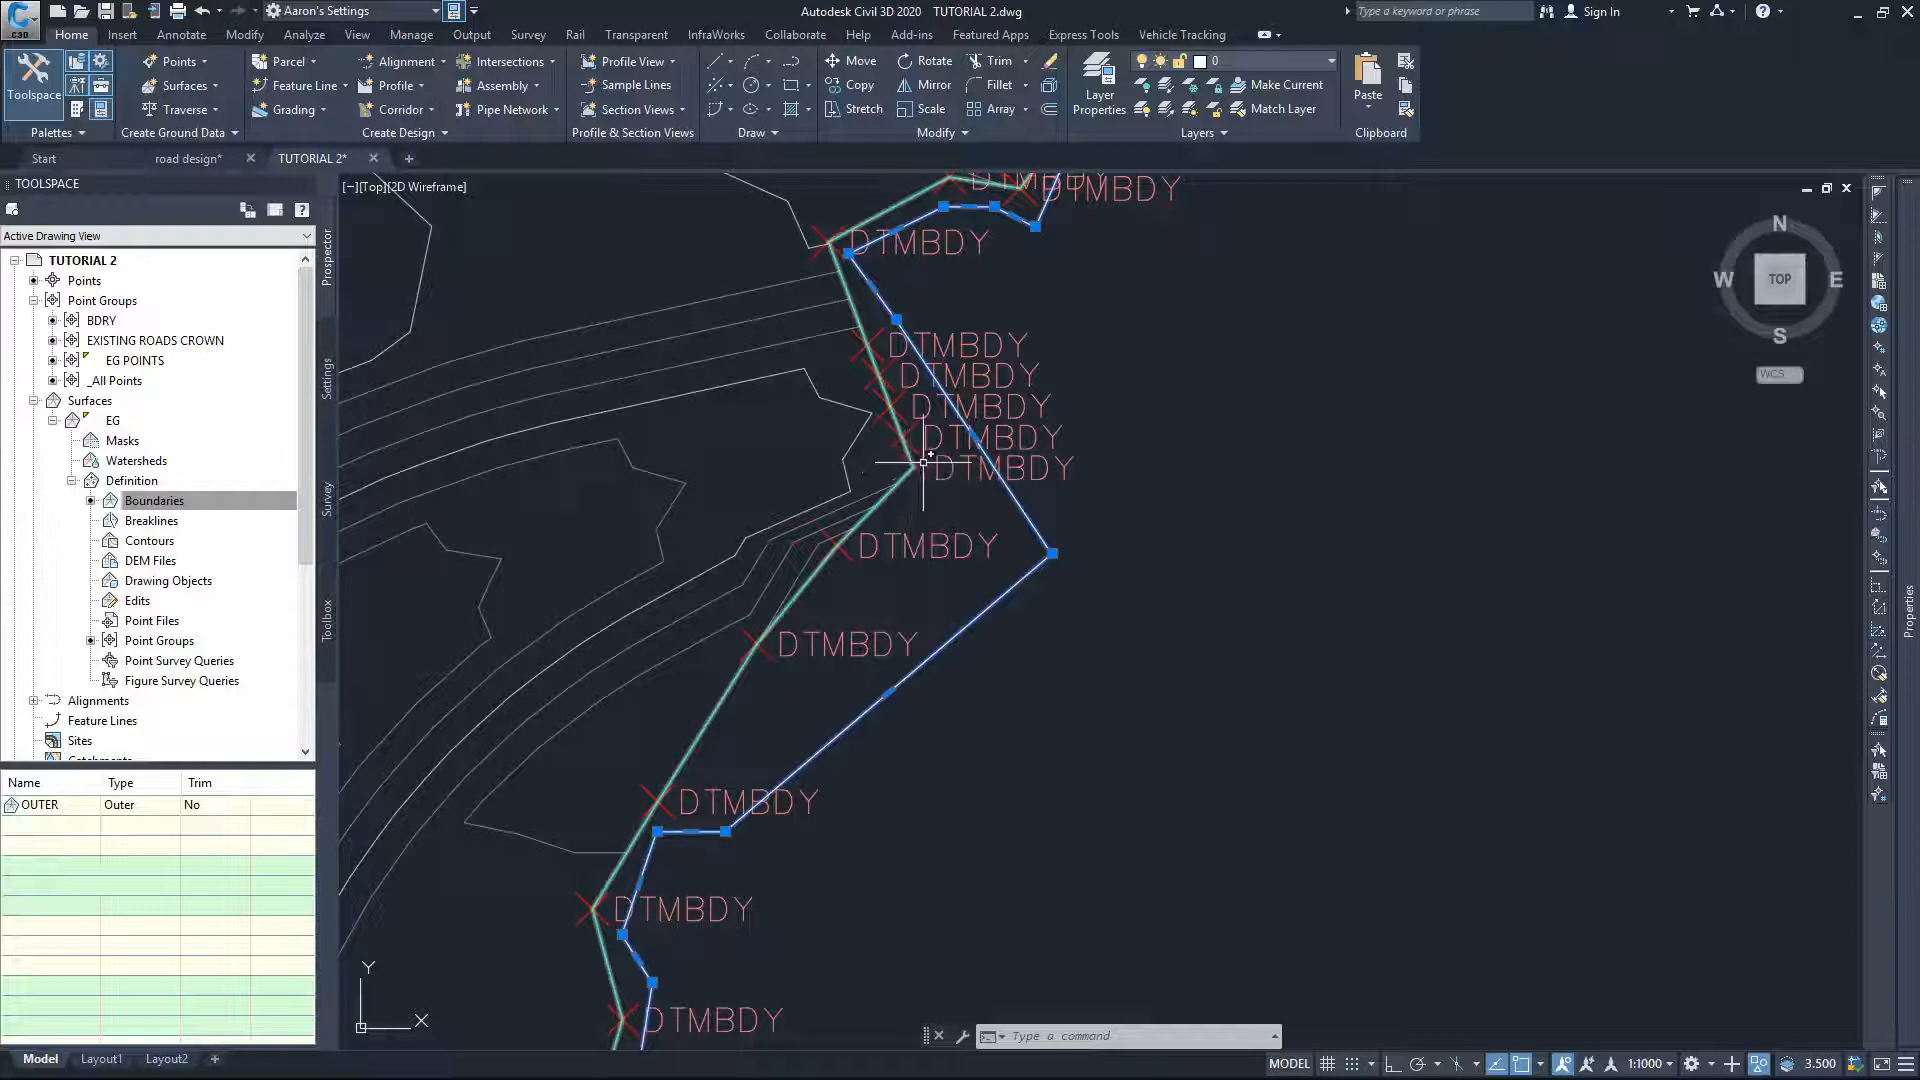 Aaron's Settings
Autodesk Civil 3D 2020 TUTORIAL 2.dwg
Type a keyword or phrase
Sign In
C3D
Home Insert Annotate Modify Analyze View Manage Output Survey Rail Transparent InfraWorks Collaborate Help Add-ins Featured Apps Express Tools Vehicle Tracking
Toolspace
Palettes
Points
Surfaces
Traverse
Create Ground Data
Parcel
Feature Line
Grading
Alignment
Profile
Corridor
Intersections
Assembly
Pipe Network
Create Design
Profile View
Sample Lines
Section Views
Profile & Section Views
Draw
Move
Copy
Stretch
Rotate
Mirror
Scale
Trim
Fillet
Array
Modify
Layer
Properties
0
Make Current
Match Layer
Layers
Paste
Clipboard
Start road design* TUTORIAL 2*
TOOLSPACE
Active Drawing View
TUTORIAL 2
Points
Point Groups
BDRY
EXISTING ROADS CROWN
EG POINTS
_All Points
Surfaces
EG
Masks
Watersheds
Definition
Boundaries
Breaklines
Contours
DEM Files
Drawing Objects
Edits
Point Files
Point Groups
Point Survey Queries
Figure Survey Queries
Alignments
Feature Lines
Sites
Prospector
Settings
Survey
Toolbox
Name Type Trim
OUTER Outer No
[−][Top][2D Wireframe]
DTMBDY
DTMBDY
DTMBDY
DTMBDY
DTMBDY
DTMBDY
DTMBDY
DTMBDY
DTMBDY
DTMBDY
DTMBDY
DTMBDY
DTMBDY
N
W TOP E
S
WCS
Properties
Y
X
Type a command
Model Layout1 Layout2
MODEL 1:1000 3.500